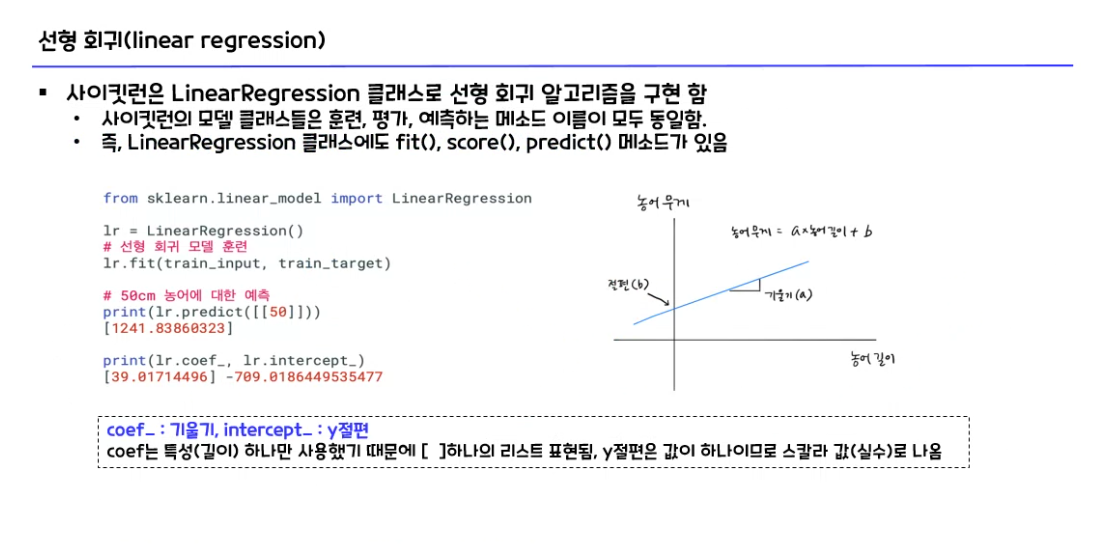 선형 회귀(linear regression)
▪ 사이킷런은 LinearRegression 클래스로 선형 회귀 알고리즘을 구현 함
• 사이킷런의 모델 클래스들은 훈련, 평가, 예측하는 메소드 이름이 모두 동일함.
• 즉, LinearRegression 클래스에도 fit(), score(), predict() 메소드가 있음
from sklearn.linear_model import LinearRegression
lr = LinearRegression()
# 선형 회귀 모델 훈련
lr.fit(train_input, train_target)
# 50cm 농어에 대한 예측
print(lr.predict([[50]]))
[1241.83860323]
print(lr.coef_, lr.intercept_)
[39.01714496] -709.0186449535477
농어 무게
농어 무게 = a×농어 길이 + b
절편(b)
기울기(a)
농어 길이
coef_ : 기울기, intercept_ : y절편
coef는 특성(길이) 하나만 사용했기 때문에 [ ]하나의 리스트 표현됨, y절편은 값이 하나이므로 스칼라 값(실수)로 나옴